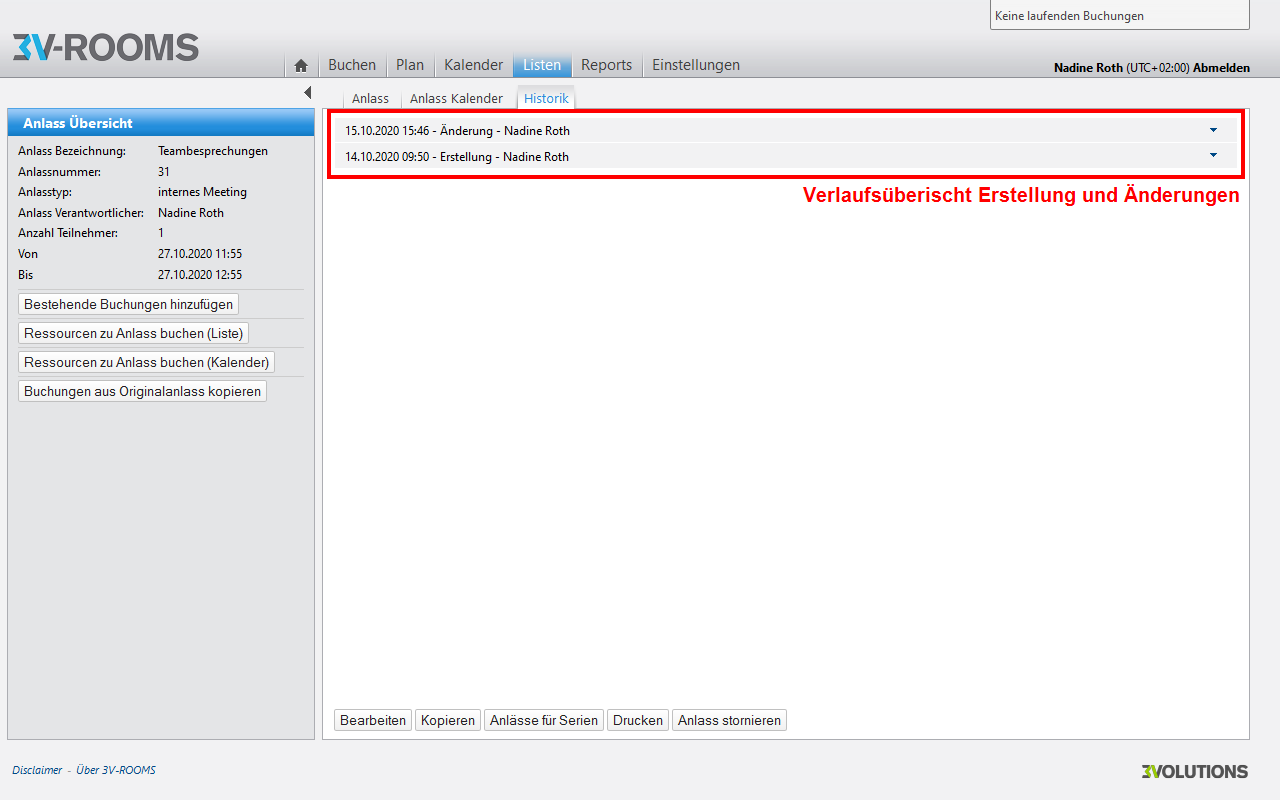 Keine laufenden Buchungen
3V-ROOMS
Buchen Plan Kalender Listen Reports Einstellungen
Nadine Roth (UTC+02:00) Abmelden
Anlass Anlass Kalender Historik
Anlass Übersicht
Anlass Bezeichnung: Teambesprechungen
Anlassnummer: 31
Anlasstyp: internes Meeting
Anlass Verantwortlicher: Nadine Roth
Anzahl Teilnehmer: 1
Von 27.10.2020 11:55
Bis 27.10.2020 12:55
Bestehende Buchungen hinzufügen
Ressourcen zu Anlass buchen (Liste)
Ressourcen zu Anlass buchen (Kalender)
Buchungen aus Originalanlass kopieren
15.10.2020 15:46 - Änderung - Nadine Roth
14.10.2020 09:50 - Erstellung - Nadine Roth
Verlaufsüberischt Erstellung und Änderungen
Bearbeiten Kopieren Anlässe für Serien Drucken Anlass stornieren
Disclaimer - Über 3V-ROOMS
3VOLUTIONS